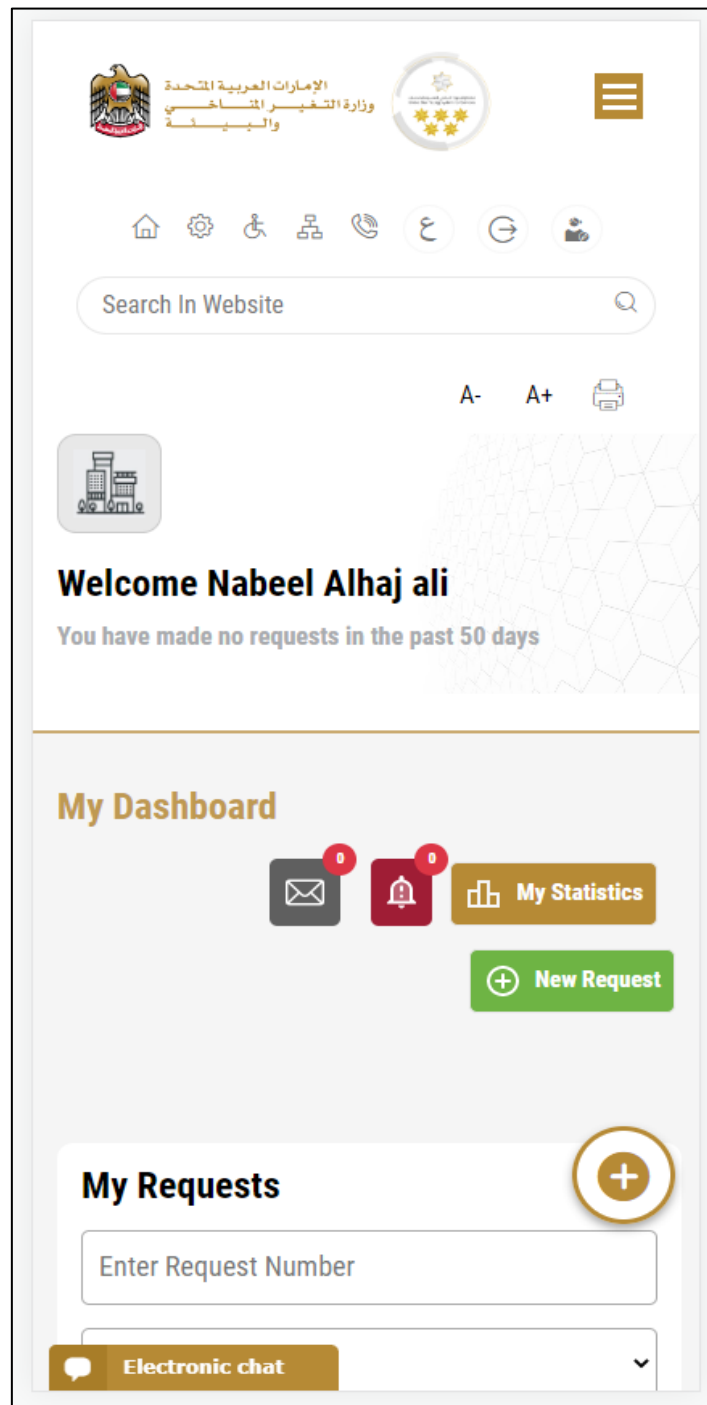 الإمارات العربية المتحدة
وزارة التغيير المناخي
والبيئة
ع
Search In Website
A- A+
Welcome Nabeel Alhaj ali
You have made no requests in the past 50 days
My Dashboard
0 0
My Statistics
New Request
My Requests
Enter Request Number
Electronic chat